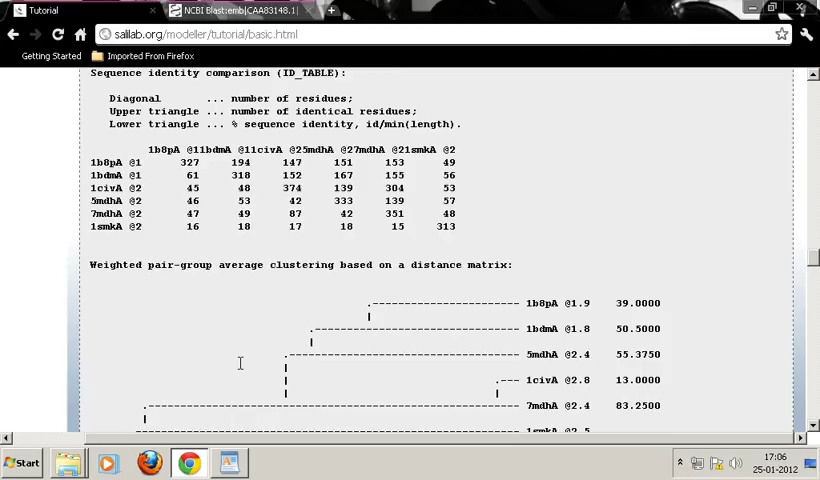 Tutorial
NCBI Blast:emb|CAA83148.1|
salilab.org/modeller/tutorial/basic.html
Getting Started Imported From Firefox
Sequence identity comparison (ID_TABLE):
Diagonal ... number of residues;
Upper triangle ... number of identical residues;
Lower triangle ... % sequence identity, id/min(length).
1b8pA @11bdmA @11civA @25mdhA @27mdhA @21smkA @2
1b8pA @1 327 194 147 151 153 49
1bdmA @1 61 318 152 167 155 56
1civA @2 45 48 374 139 304 53
5mdhA @2 46 53 42 333 139 57
7mdhA @2 47 49 87 42 351 48
1smkA @2 16 18 17 18 15 313
Weighted pair-group average clustering based on a distance matrix:
.----------------------- 1b8pA @1.9 39.0000
|
.-------------------------------- 1bdmA @1.8 50.5000
|
.------------------------------------ 5mdhA @2.4 55.3750
|
| .--- 1civA @2.8 13.0000
| |
.---------------------------------------------------------- 7mdhA @2.4 83.2500
|
------------------------------------------------------------ 1smkA @2.5
Start
17:06
25-01-2012